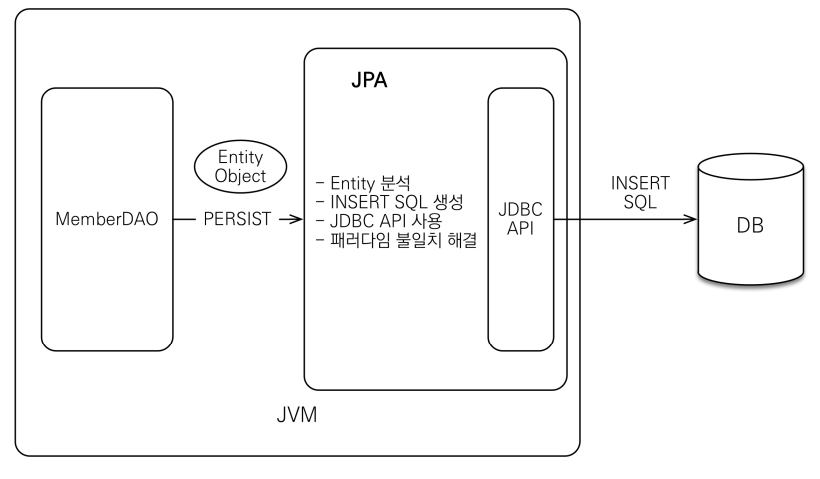 JPA
Entity
Object
MemberDAO
PERSIST
- Entity 분석
- INSERT SQL 생성
- JDBC API 사용
- 패러다임 불일치 해결
JDBC
API
INSERT
SQL
DB
JVM